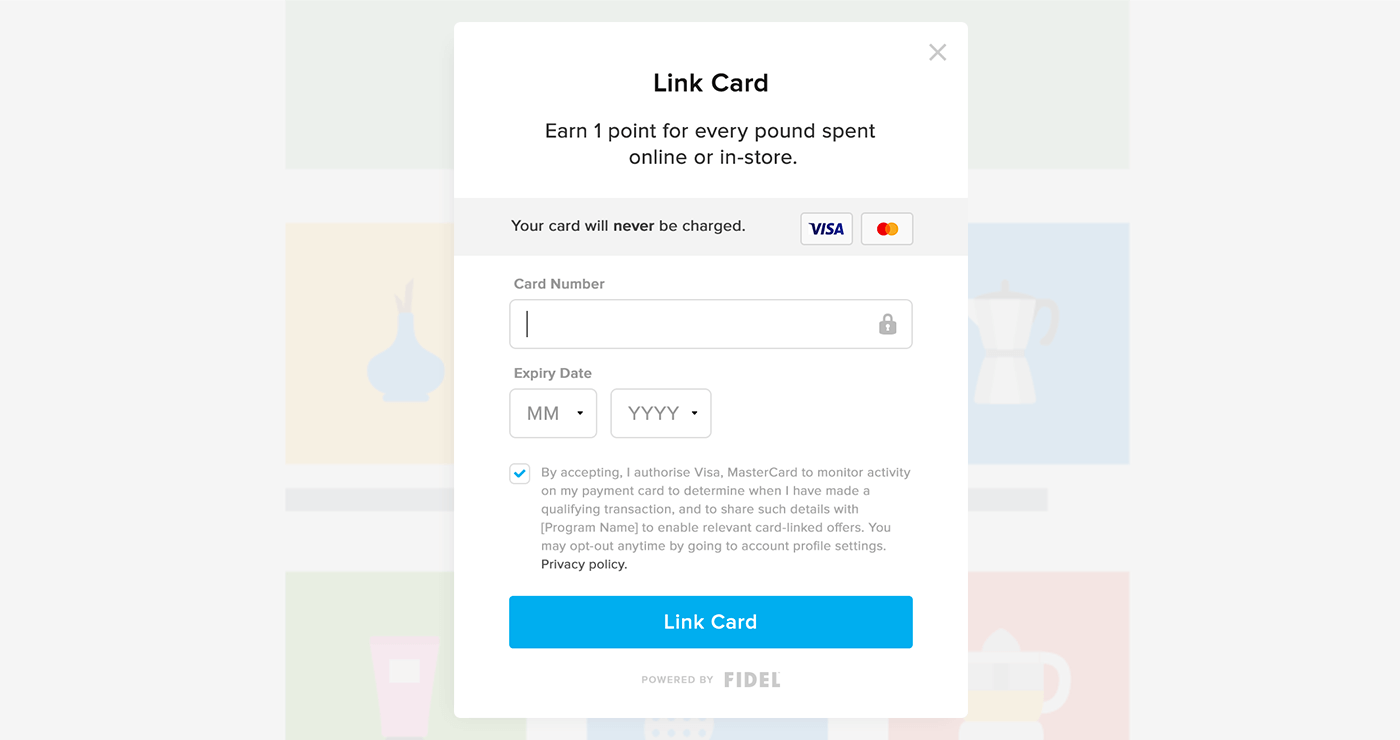 Link Card
Earn 1 point for every pound spent
online or in-store.
Your card will never be charged.
VISA
Card Number
Expiry Date
MM
YYYY
By accepting, I authorise Visa, MasterCard to monitor activity
on my payment card to determine when I have made a
qualifying transaction, and to share such details with
[Program Name] to enable relevant card-linked offers. You
may opt-out anytime by going to account profile settings.
Privacy policy.
Link Card
POWERED BY FIDEL